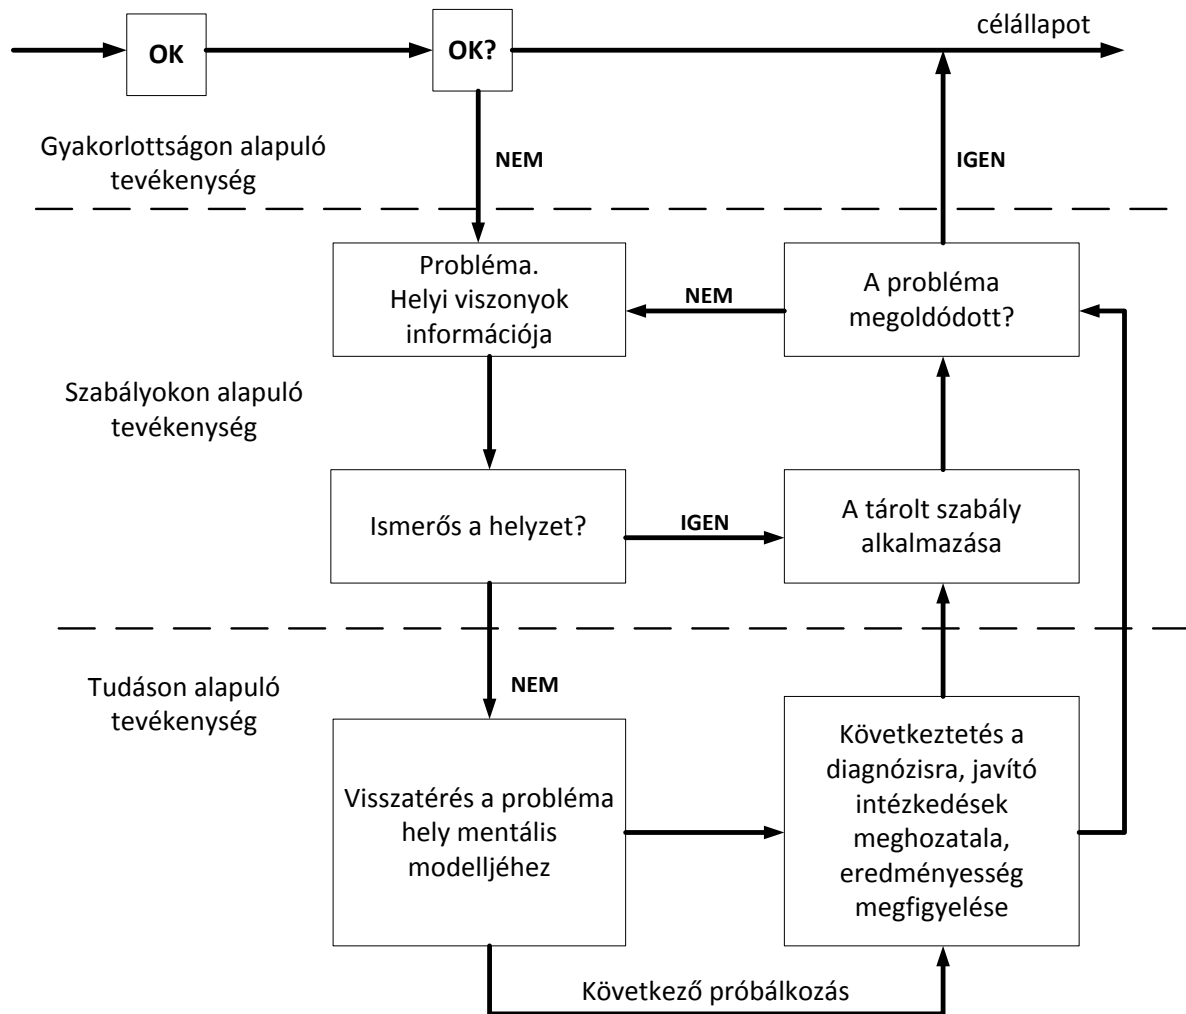 célállapot
OK
OK?
Gyakorlottságon alapuló
tevékenység
NEM
IGEN
Probléma.
Helyi viszonyok
információja
NEM
A probléma
megoldódott?
Szabályokon alapuló
tevékenység
Ismerős a helyzet?
IGEN
A tárolt szabály
alkalmazása
Tudáson alapuló
tevékenység
NEM
Visszatérés a probléma
hely mentális
modelljéhez
Következtetés a
diagnózisra, javító
intézkedések
meghozatala,
eredményesség
megfigyelése
Következő próbálkozás